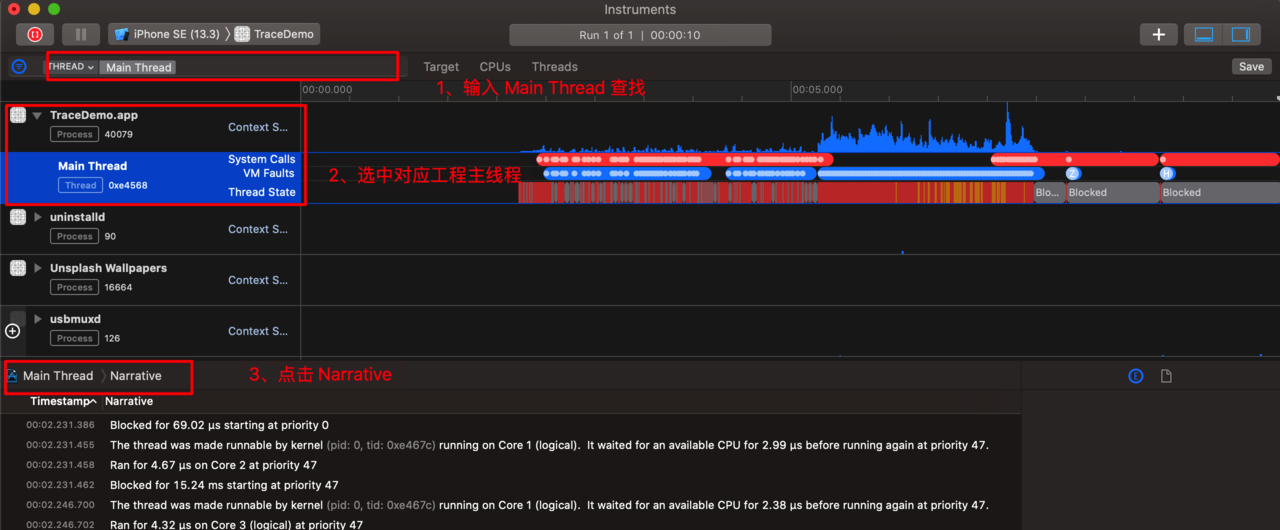 Instruments
iPhone SE (13.3) 〉 TraceDemo
Run 1 of 1 | 00:00:10
Save
THREAD Main Thread
Target CPUs Threads
1、输入 Main Thread 查找
00:00.000 00:05.000
TraceDemo.app
Process 40079 Context S...
Main Thread
Thread 0xe4568
System Calls
VM Faults
Thread State
2、选中对应工程主线程
Z H
Blo... Blocked Blocked
uninstalld
Process 90 Context S...
Unsplash Wallpapers
Process 16664 Context S...
usbmuxd
Process 126 Context S...
Main Thread 〉 Narrative
3、点击 Narrative
E
Timestamp Narrative
00:02.231.386 Blocked for 69.02 µs starting at priority 0
00:02.231.455 The thread was made runnable by kernel (pid: 0, tid: 0xe467c) running on Core 1 (logical). It waited for an available CPU for 2.99 µs before running again at priority 47.
00:02.231.458 Ran for 4.67 µs on Core 2 at priority 47
00:02.231.462 Blocked for 15.24 ms starting at priority 47
00:02.246.700 The thread was made runnable by kernel (pid: 0, tid: 0xe467c) running on Core 1 (logical). It waited for an available CPU for 2.38 µs before running again at priority 47.
00:02.246.702 Ran for 4.32 µs on Core 3 (logical) at priority 47